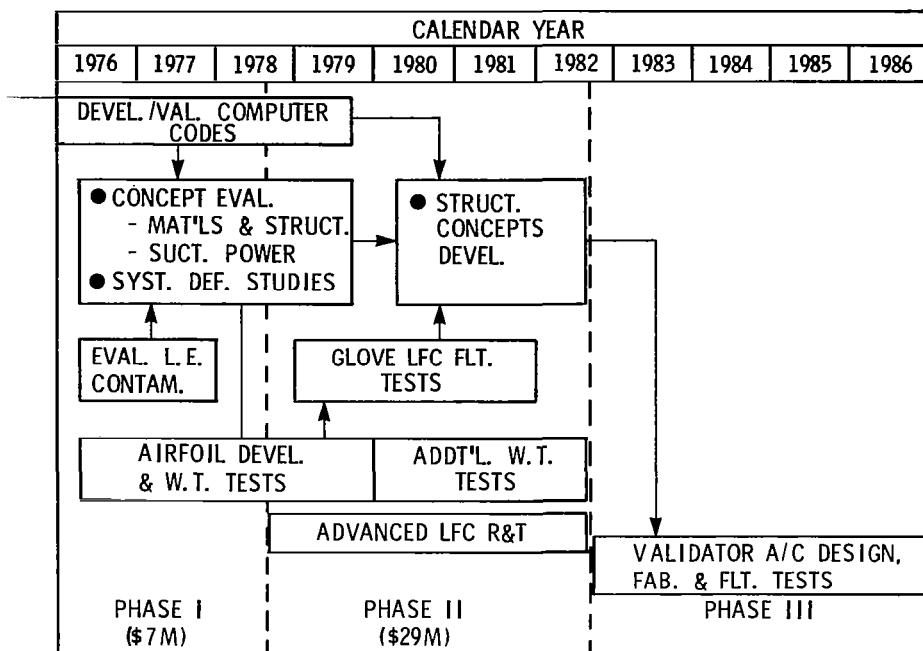 CALENDAR YEAR
1976 1977 1978 1979 1980 1981 1982 1983 1984 1985 1986
DEVEL./VAL. COMPUTER
CODES
● CONCEPT EVAL.
- MAT'LS & STRUCT.
- SUCT. POWER
● SYST. DEF. STUDIES
● STRUCT.
CONCEPTS
DEVEL.
EVAL. L.E.
CONTAM.
GLOVE LFC FLT.
TESTS
AIRFOIL DEVEL.
& W.T. TESTS
ADDT'L. W.T.
TESTS
ADVANCED LFC R&T
VALIDATOR A/C DESIGN,
FAB. & FLT. TESTS
PHASE I
($7M)
PHASE II
($29M)
PHASE III